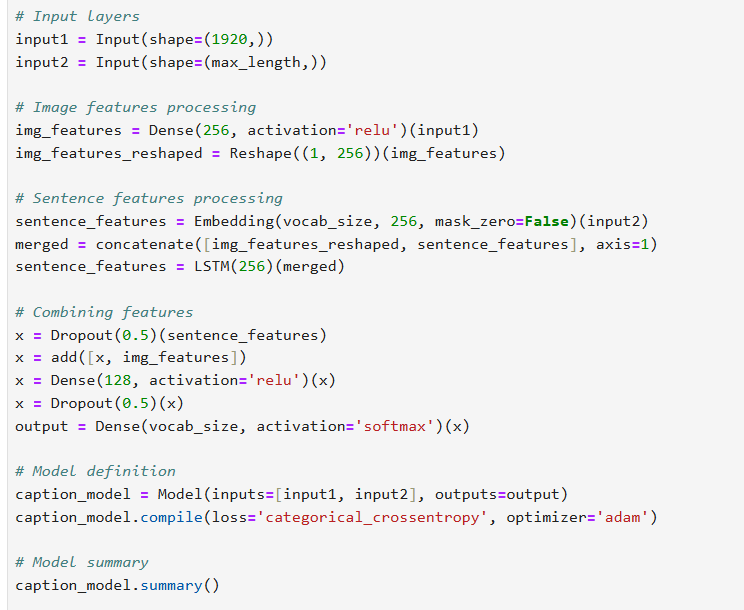 # Input layers
input1 = Input(shape=(1920,))
input2 = Input(shape=(max_length,))
# Image features processing
img_features = Dense(256, activation='relu')(input1)
img_features_reshaped = Reshape((1, 256))(img_features)
# Sentence features processing
sentence_features = Embedding(vocab_size, 256, mask_zero=False)(input2)
merged = concatenate([img_features_reshaped, sentence_features], axis=1)
sentence_features = LSTM(256)(merged)
# Combining features
x = Dropout(0.5)(sentence_features)
x = add([x, img_features])
x = Dense(128, activation='relu')(x)
x = Dropout(0.5)(x)
output = Dense(vocab_size, activation='softmax')(x)
# Model definition
caption_model = Model(inputs=[input1, input2], outputs=output)
caption_model.compile(loss='categorical_crossentropy', optimizer='adam')
# Model summary
caption_model.summary()